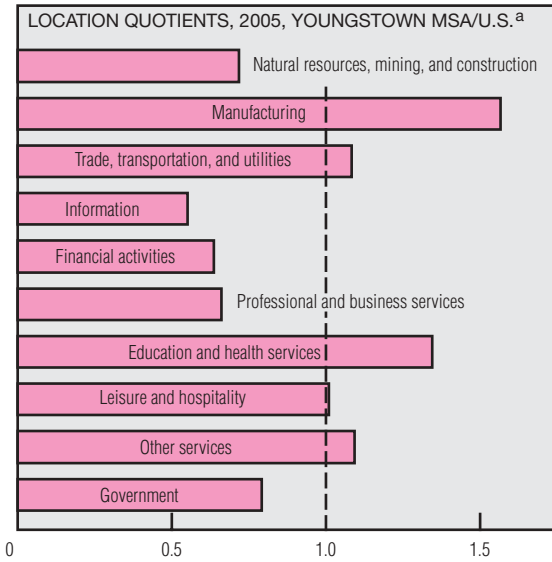 LOCATION QUOTIENTS, 2005, YOUNGSTOWN MSA/U.S.a
Natural resources, mining, and construction
Manufacturing
Trade, transportation, and utilities
Information
Financial activities
Professional and business services
Education and health services
Leisure and hospitality
Other services
Government
0 0.5 1.0 1.5